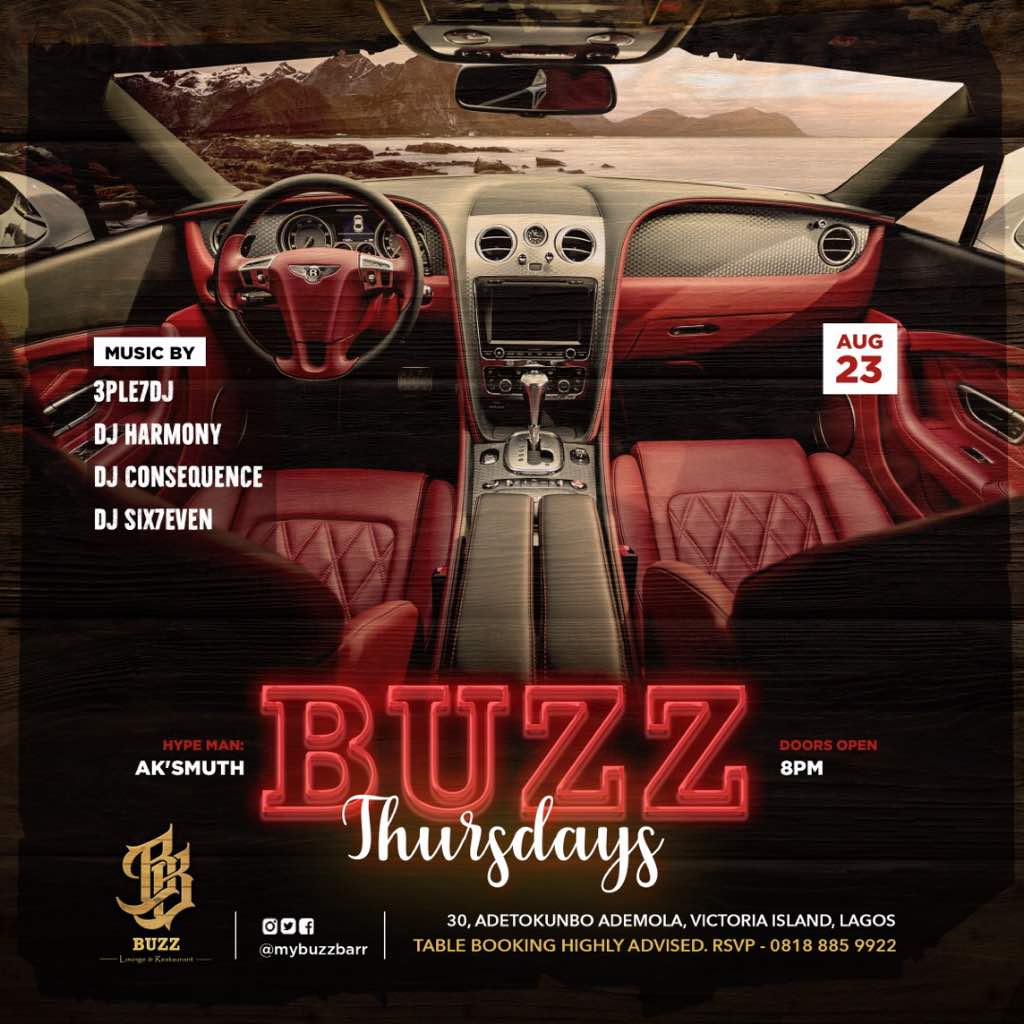 MUSIC BY
3PLE7DJ
DJ HARMONY
DJ CONSEQUENCE
DJ SIX7EVEN
AUG
23
BUZZ
Thursdays
HYPE MAN:
AK'SMUTH
DOORS OPEN
8PM
BUZZ
Lounge & Restaurant
@mybuzzbarr
30, ADETOKUNBO ADEMOLA, VICTORIA ISLAND, LAGOS
TABLE BOOKING HIGHLY ADVISED. RSVP - 0818 885 9922